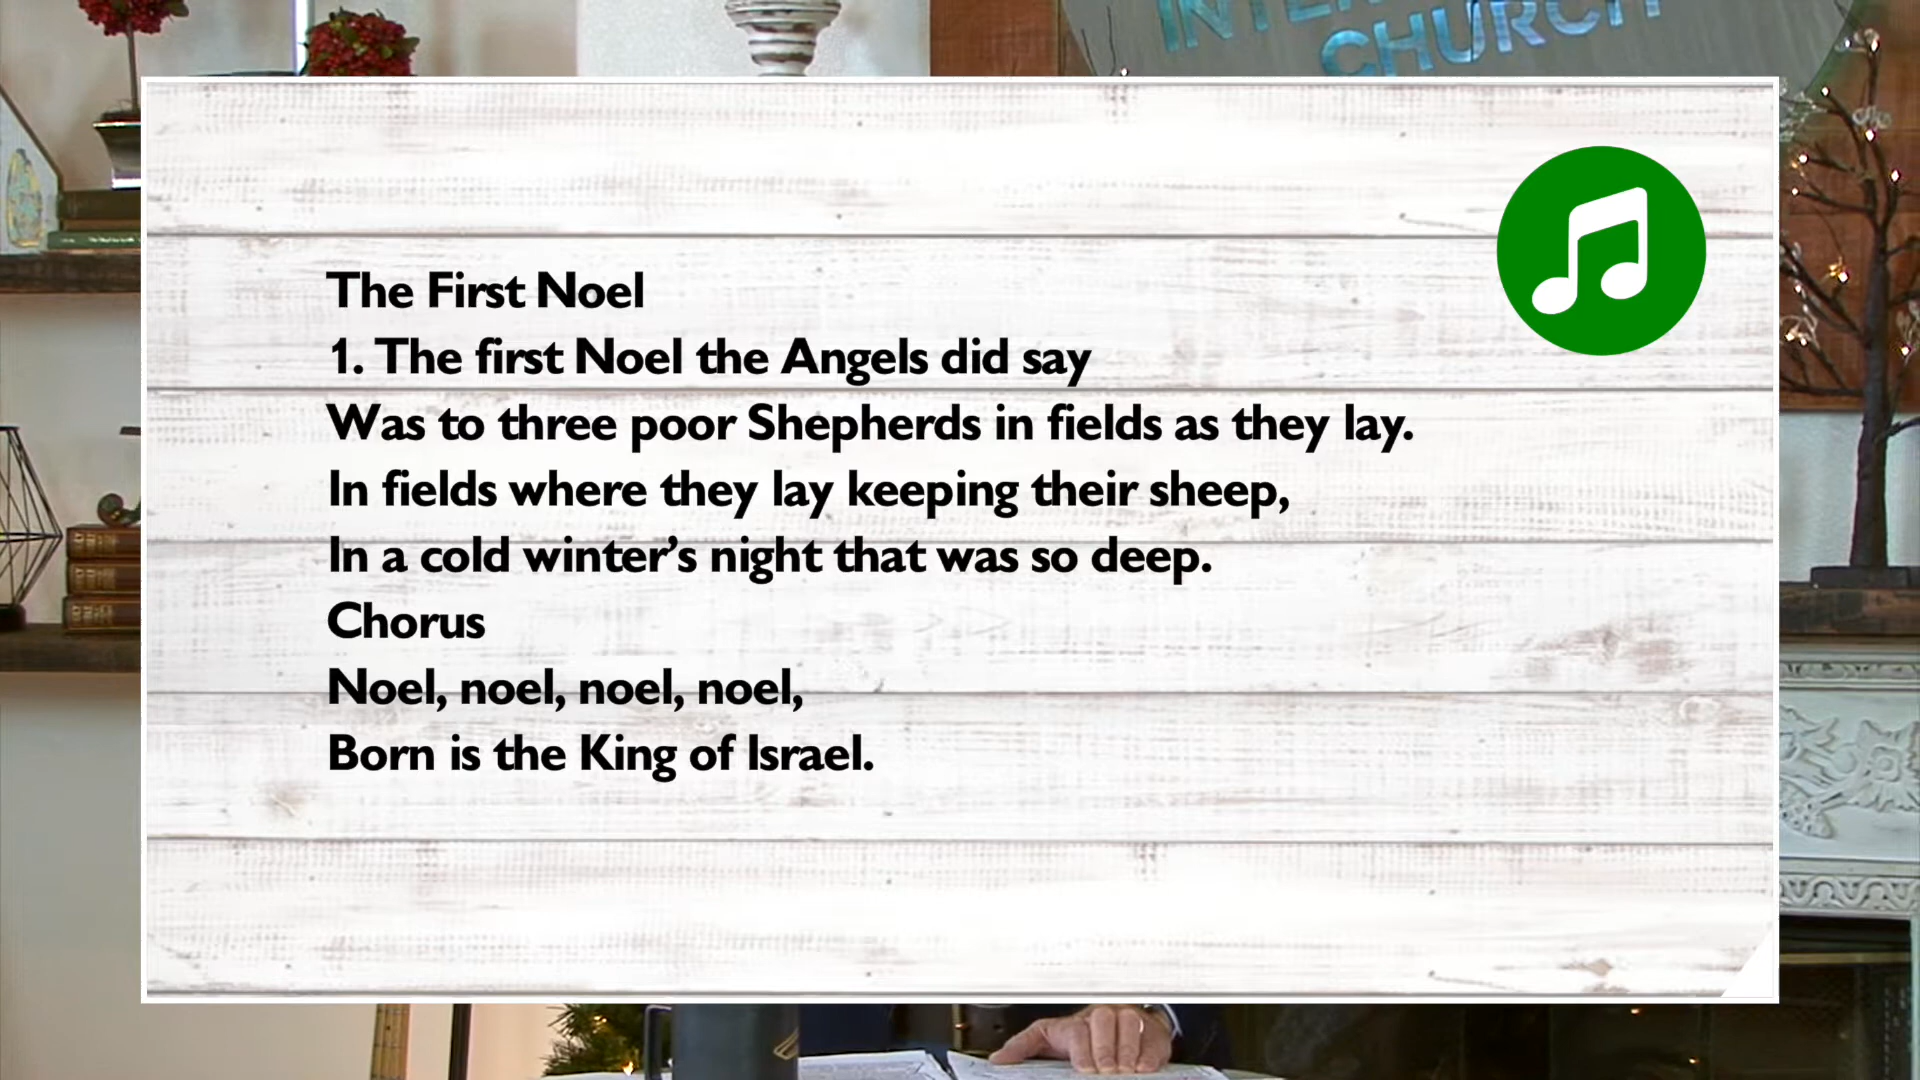 CHURCH
The First Noel
1. The first Noel the Angels did say
Was to three poor Shepherds in fields as they lay.
In fields where they lay keeping their sheep,
In a cold winter’s night that was so deep.
Chorus
Noel, noel, noel, noel,
Born is the King of Israel.